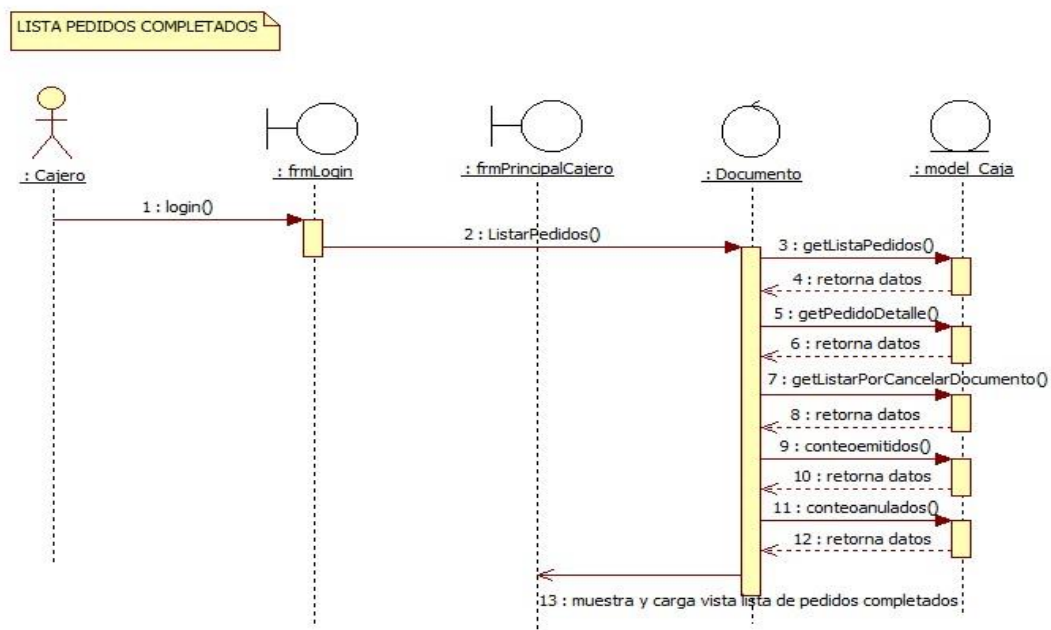 LISTA PEDIDOS COMPLETADOS
: Cajero
: frmLogin
: frmPrincipalCajero
: Documento
: model_Caja
1 : login()
2 : ListarPedidos()
3 : getListaPedidos()
4 : retorna datos
5 : getPedidoDetalle()
6 : retorna datos
7 : getListarPorCancelarDocumento()
8 : retorna datos
9 : conteoemitidos()
10 : retorna datos
11 : conteoanulados()
12 : retorna datos
13 : muestra y carga vista lista de pedidos completados